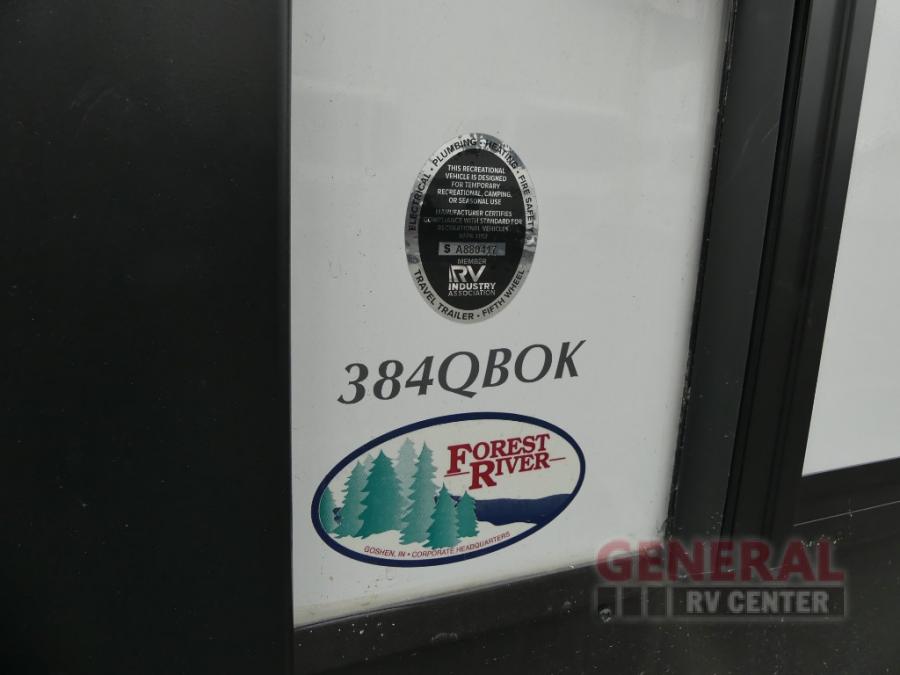 ELECTRICAL • PLUMBING • HEATING • FIRE SAFETY
THIS RECREATIONAL
VEHICLE IS DESIGNED
FOR TEMPORARY
RECREATIONAL, CAMPING,
OR SEASONAL USE
MANUFACTURER CERTIFIES
COMPLIANCE WITH STANDARD FOR
RECREATIONAL VEHICLES
S A880417
MEMBER
RV
INDUSTRY
ASSOCIATION
TRAVEL TRAILER • FIFTH WHEEL
384QBOK
FOREST
RIVER
GOSHEN, IN • CORPORATE HEADQUARTERS
GENERAL
RV CENTER